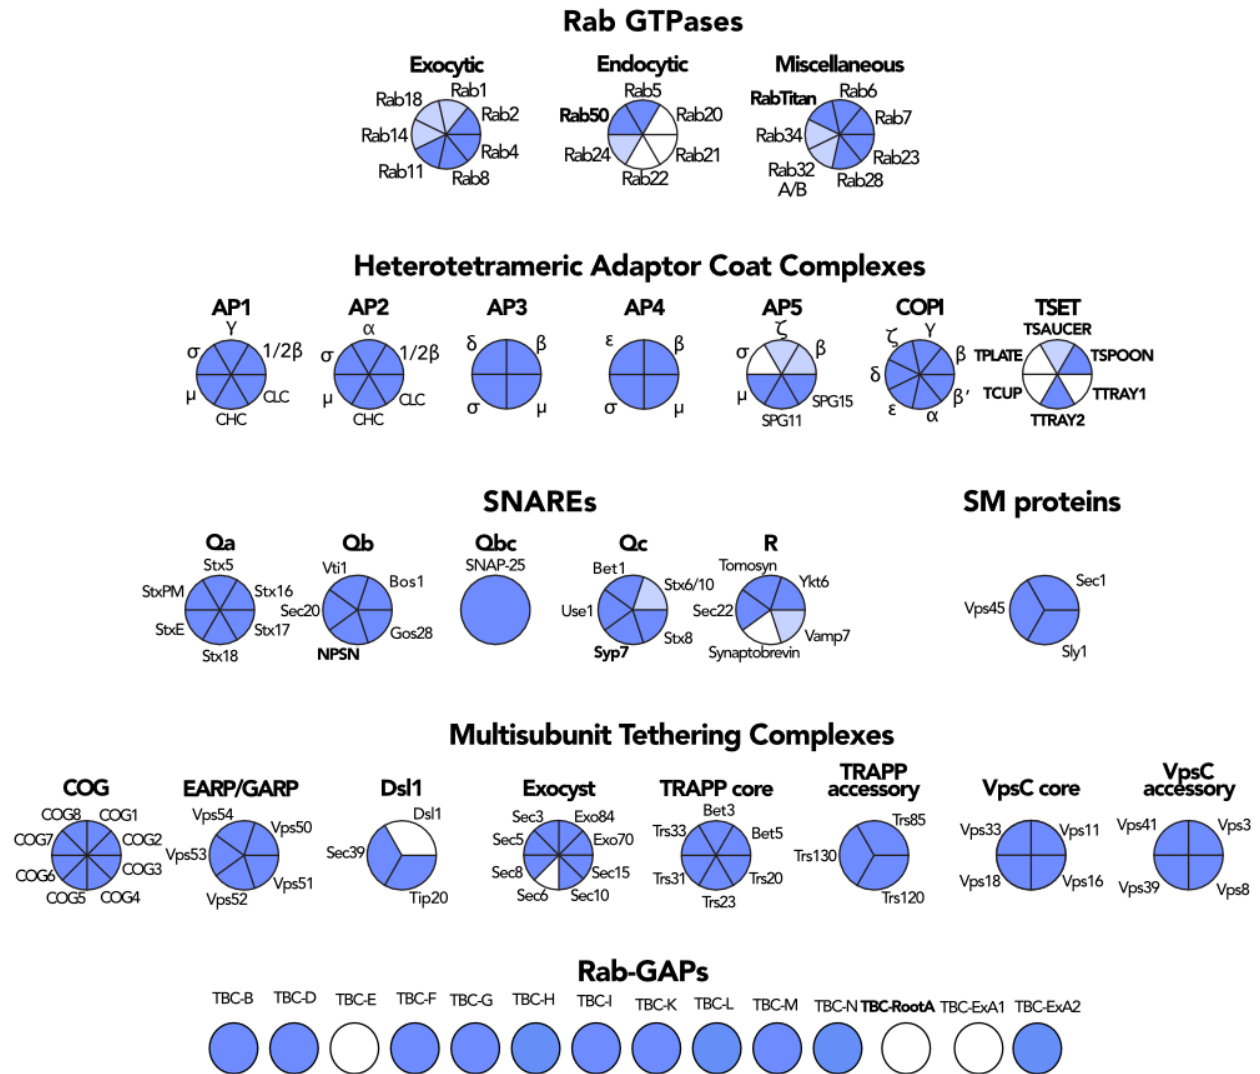 Rab GTPases
Exocytic
Endocytic
Miscellaneous
Rab18
Rab1
Rab2
Rab14
Rab4
Rab11
Rab8
Rab5
Rab50
Rab20
Rab24
Rab21
Rab22
RabTitan
Rab6
Rab7
Rab34
Rab23
Rab32
A/B
Rab28
Heterotetrameric Adaptor Coat Complexes
AP1
AP2
AP3
AP4
AP5
COPI
TSET
γ
σ
1/2β
μ
CLC
CHC
α
σ
1/2β
μ
CLC
CHC
δ
β
σ
μ
ε
β
σ
μ
ζ
σ
β
μ
SPG15
SPG11
ζ
γ
β
δ
β’
ε
α
TSAUCER
TPLATE
TSPOON
TCUP
TTRAY1
TTRAY2
SNAREs
SM proteins
Qa
Qb
Qbc
Qc
R
Stx5
StxPM
Stx16
StxE
Stx17
Stx18
Vti1
Bos1
Sec20
Gos28
NPSN
SNAP-25
Bet1
Stx6/10
Use1
Stx8
Syp7
Tomosyn
Ykt6
Sec22
Vamp7
Synaptobrevin
Sec1
Vps45
Sly1
Multisubunit Tethering Complexes
COG
EARP/GARP
Dsl1
Exocyst
TRAPP core
TRAPP
accessory
VpsC core
VpsC
accessory
COG8
COG1
COG7
COG2
COG6
COG3
COG5
COG4
Vps54
Vps50
Vps53
Vps51
Vps52
Dsl1
Sec39
Tip20
Sec3
Exo84
Sec5
Exo70
Sec8
Sec15
Sec6
Sec10
Bet3
Trs33
Bet5
Trs31
Trs20
Trs23
Trs85
Trs130
Trs120
Vps33
Vps11
Vps18
Vps16
Vps41
Vps3
Vps39
Vps8
Rab-GAPs
TBC-B
TBC-D
TBC-E
TBC-F
TBC-G
TBC-H
TBC-I
TBC-K
TBC-L
TBC-M
TBC-N
TBC-RootA
TBC-ExA1
TBC-ExA2